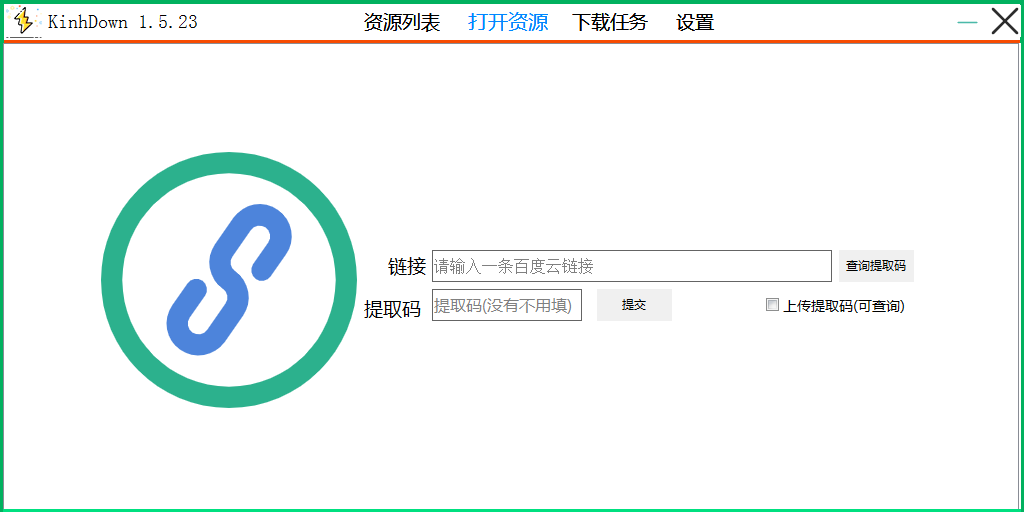 KinhDown 1.5.23 资源列表 打开资源 下载任务 设置
链接 请输入一条百度云链接 查询提取码
提取码 提取码(没有不用填) 提交 上传提取码(可查询)